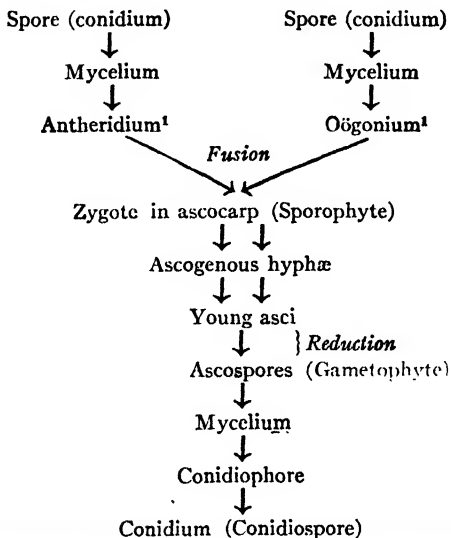 Spore (conidium) Spore (conidium)
Mycelium Mycelium
Antheridium¹ Oögonium¹
Fusion
Zygote in ascocarp (Sporophyte)
Ascogenous hyphæ
Young asci
} Reduction
Ascospores (Gametophyte)
Mycelium
Conidiophore
Conidium (Conidiospore)